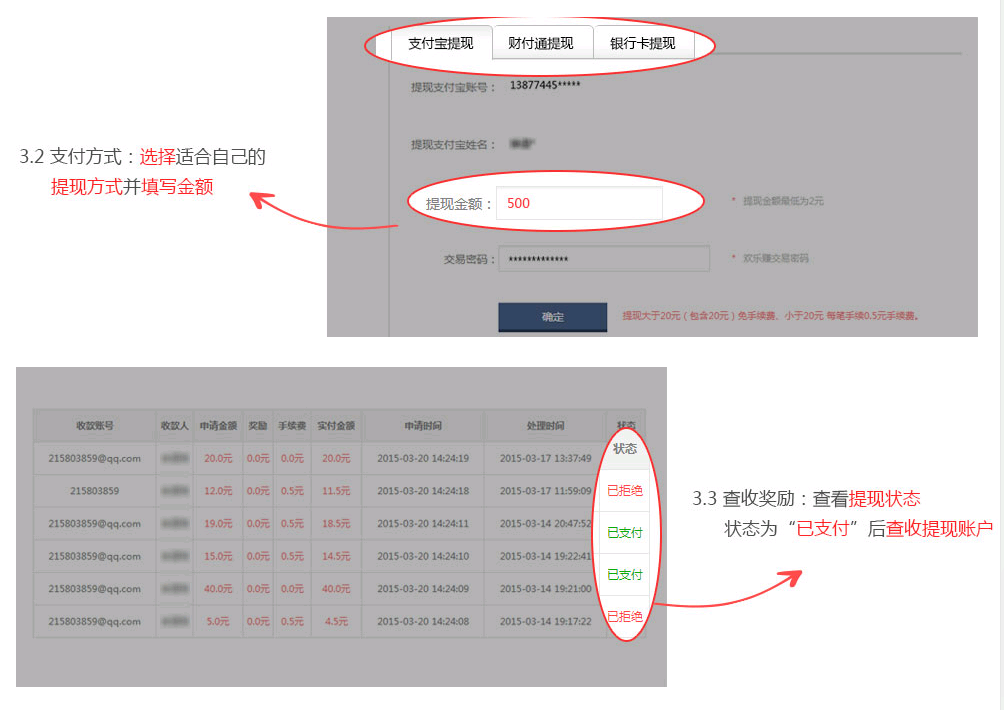 支付宝提现 财付通提现 银行卡提现
提现支付宝账号： 13877445*****
提现支付宝姓名：
3.2 支付方式：选择适合自己的
提现方式并填写金额
提现金额： 500 * 提现金额最低为2元
交易密码： ************* * 欢乐赚交易密码
确定 提现大于20元（包含20元）免手续费、小于20元 每笔手续0.5元手续费。
收款账号 收款人 申请金额 奖励 手续费 实付金额 申请时间 处理时间 状态
状态
215803859@qq.com 20.0元 0.0元 0.0元 20.0元 2015-03-20 14:24:19 2015-03-17 13:37:49
215803859 12.0元 0.0元 0.5元 11.5元 2015-03-20 14:24:18 2015-03-17 11:59:09 已拒绝
215803859@qq.com 19.0元 0.0元 0.5元 18.5元 2015-03-20 14:24:11 2015-03-14 20:47:52 已支付
215803859@qq.com 15.0元 0.0元 0.5元 14.5元 2015-03-20 14:24:10 2015-03-14 19:22:41
已支付
215803859@qq.com 40.0元 0.0元 0.0元 40.0元 2015-03-20 14:24:09 2015-03-14 19:21:00
215803859@qq.com 5.0元 0.0元 0.5元 4.5元 2015-03-20 14:24:08 2015-03-14 19:17:22 已拒绝
3.3 查收奖励：查看提现状态
状态为“已支付”后查收提现账户